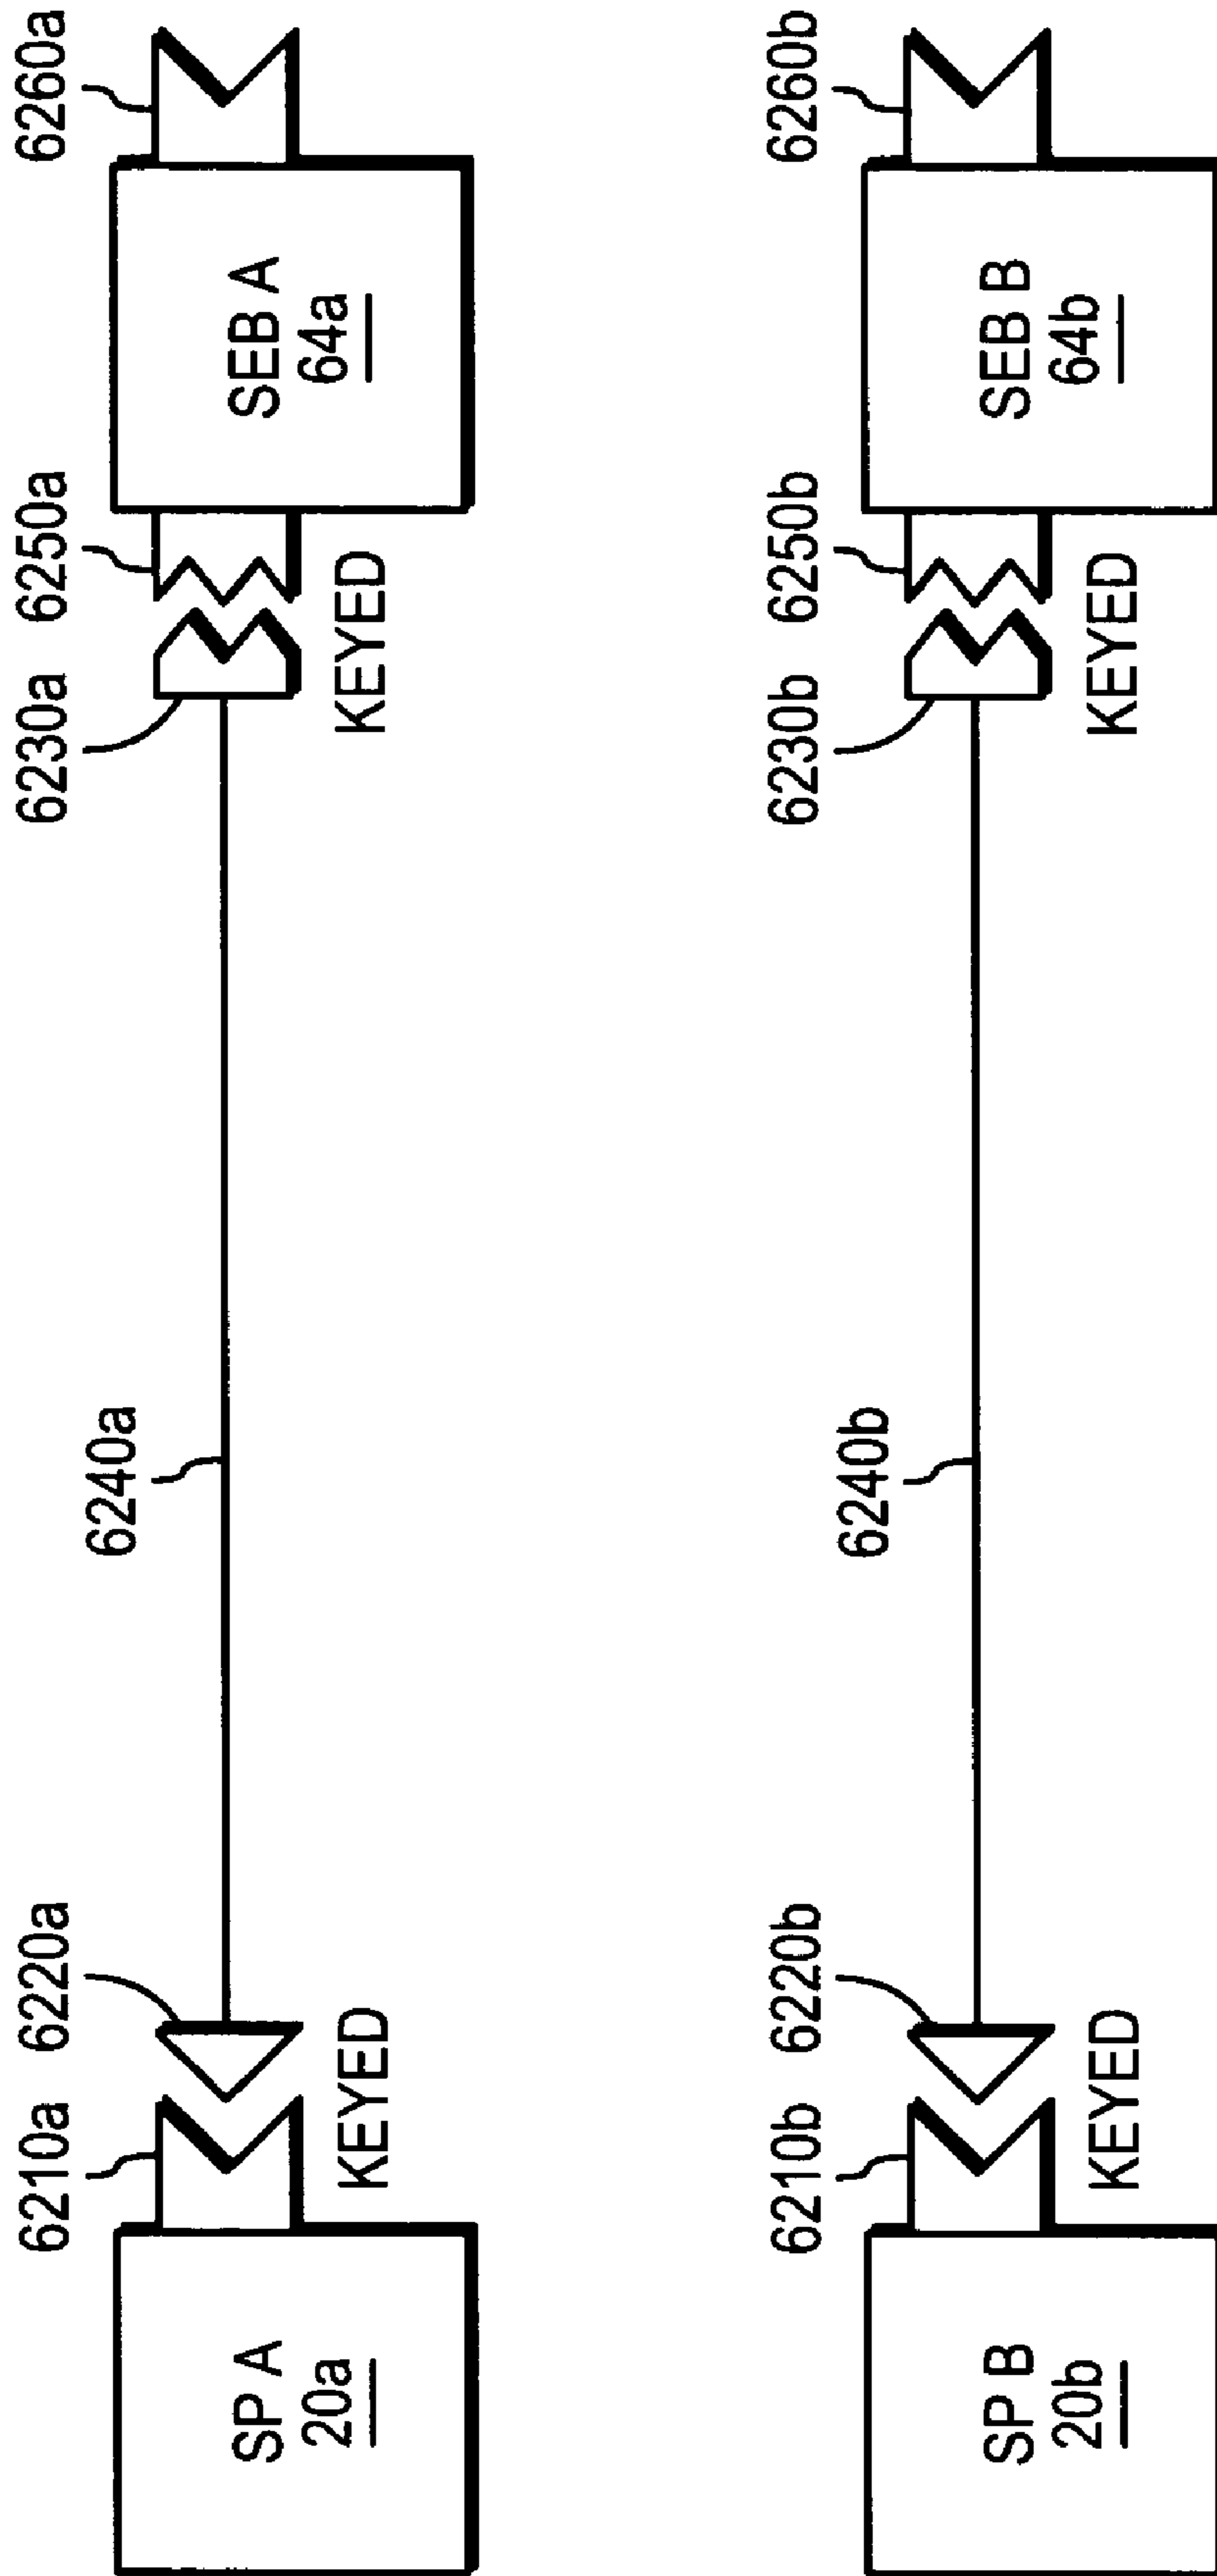 6210a
6220a
6240a
6230a
6250a
6260a
SP A
20a
KEYED
KEYED
SEB A
64a
6210b
6220b
6240b
6230b
6250b
6260b
SP B
20b
KEYED
KEYED
SEB B
64b